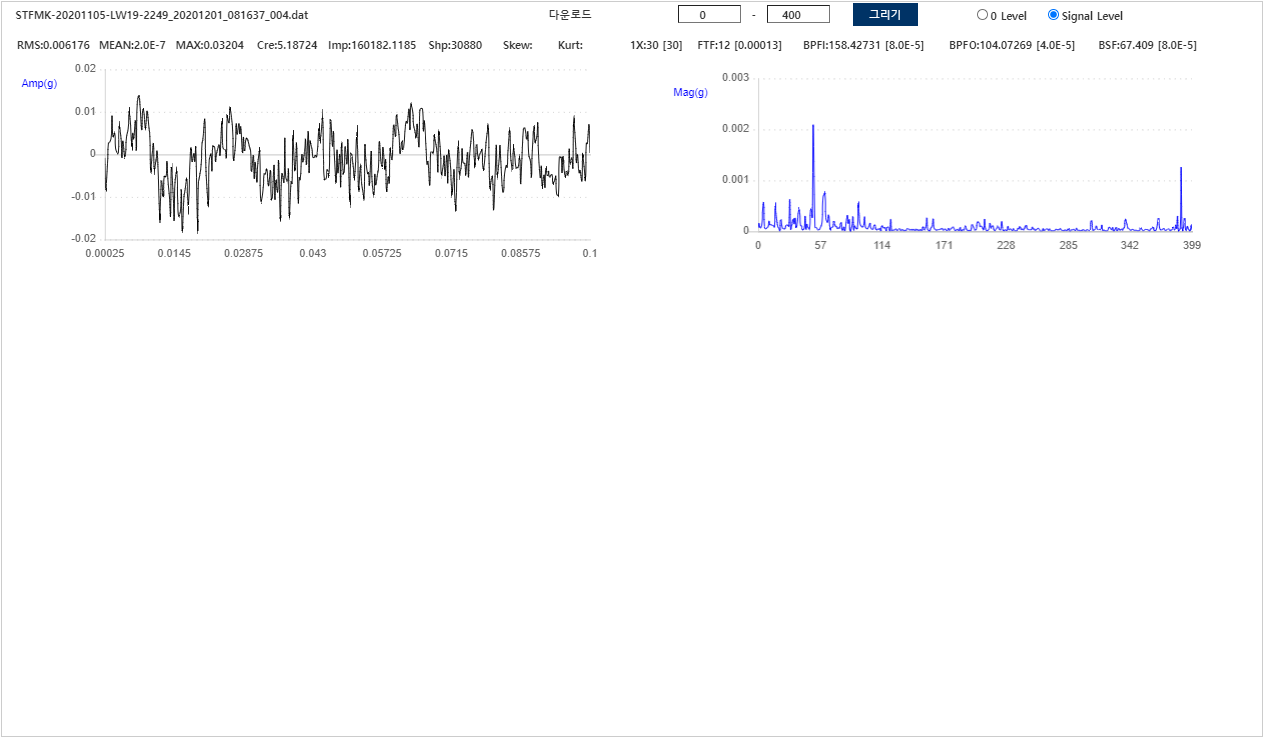 STFMK-20201105-LW19-2249_20201201_081637_004.dat 다운로드 0 - 400 그리기 0 Level Signal Level
RMS:0.006176 MEAN:2.0E-7 MAX:0.03204 Cre:5.18724 Imp:160182.1185 Shp:30880 Skew: Kurt: 1X:30 [30] FTF:12 [0.00013] BPFI:158.42731 [8.0E-5] BPFO:104.07269 [4.0E-5] BSF:67.409 [8.0E-5]
Amp(g)
0.02
0.01
0
-0.01
-0.02
0.00025 0.0145 0.02875 0.043 0.05725 0.0715 0.08575 0.1
Mag(g)
0.003
0.002
0.001
0
0 57 114 171 228 285 342 399